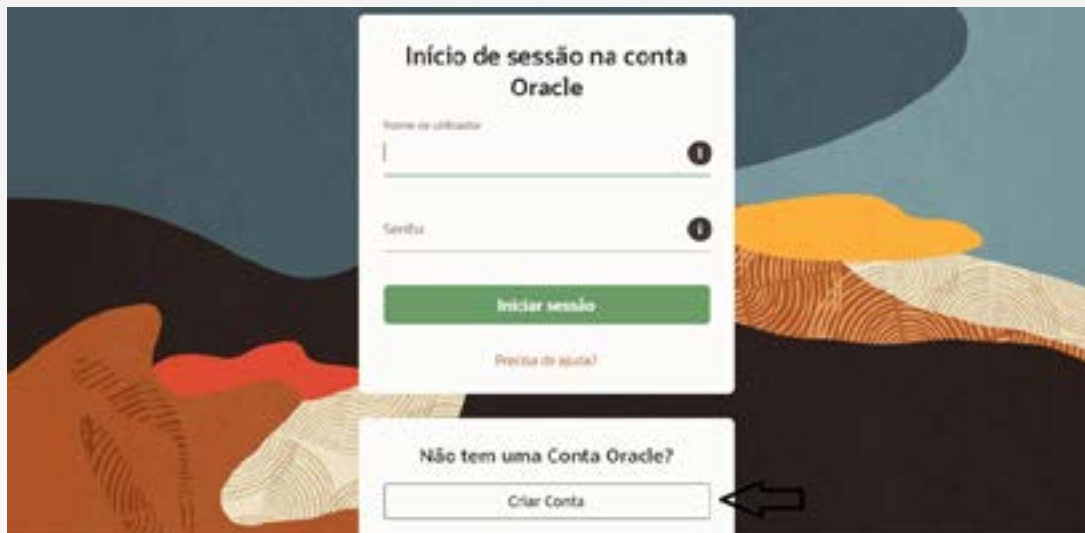 Início de sessão na conta
Oracle
Nome de utilizador
Senha
Iniciar sessão
Precisa de ajuda?
Não tem uma Conta Oracle?
Criar Conta